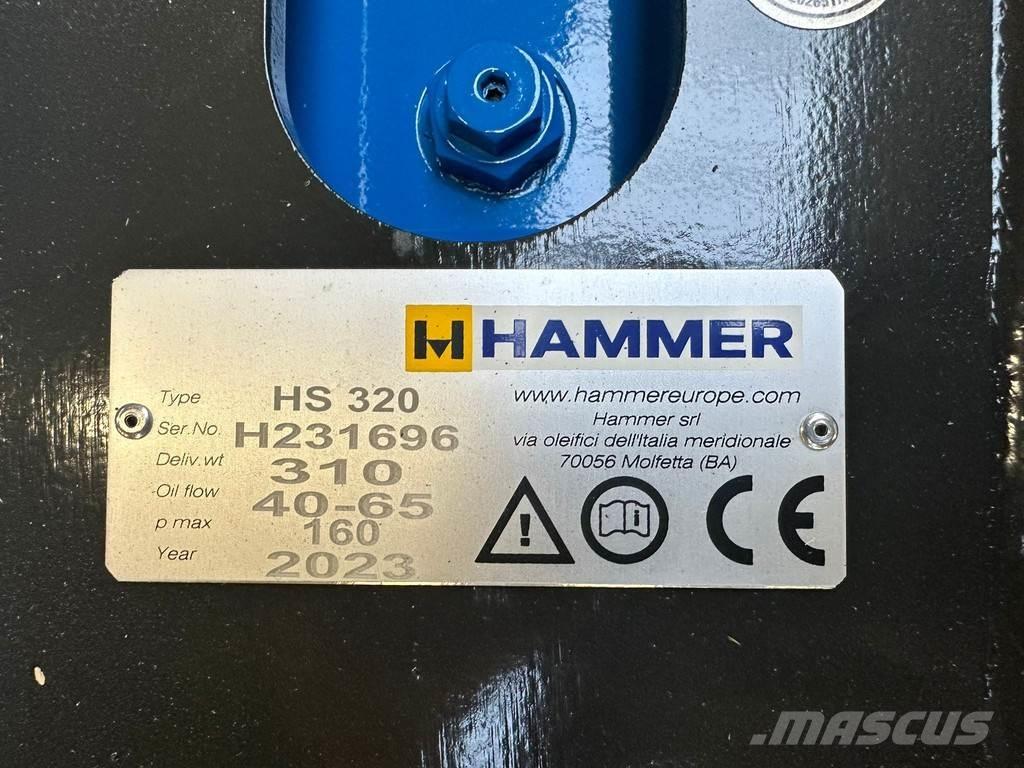 HAMMER
Type HS 320
Ser.No. H231696
Deliv.wt 310
Oil flow 40-65
p max 160
Year 2023
www.hammereurope.com
Hammer srl
via oleifici dell'Italia meridionale
70056 Molfetta (BA)
CE
.MASCUS